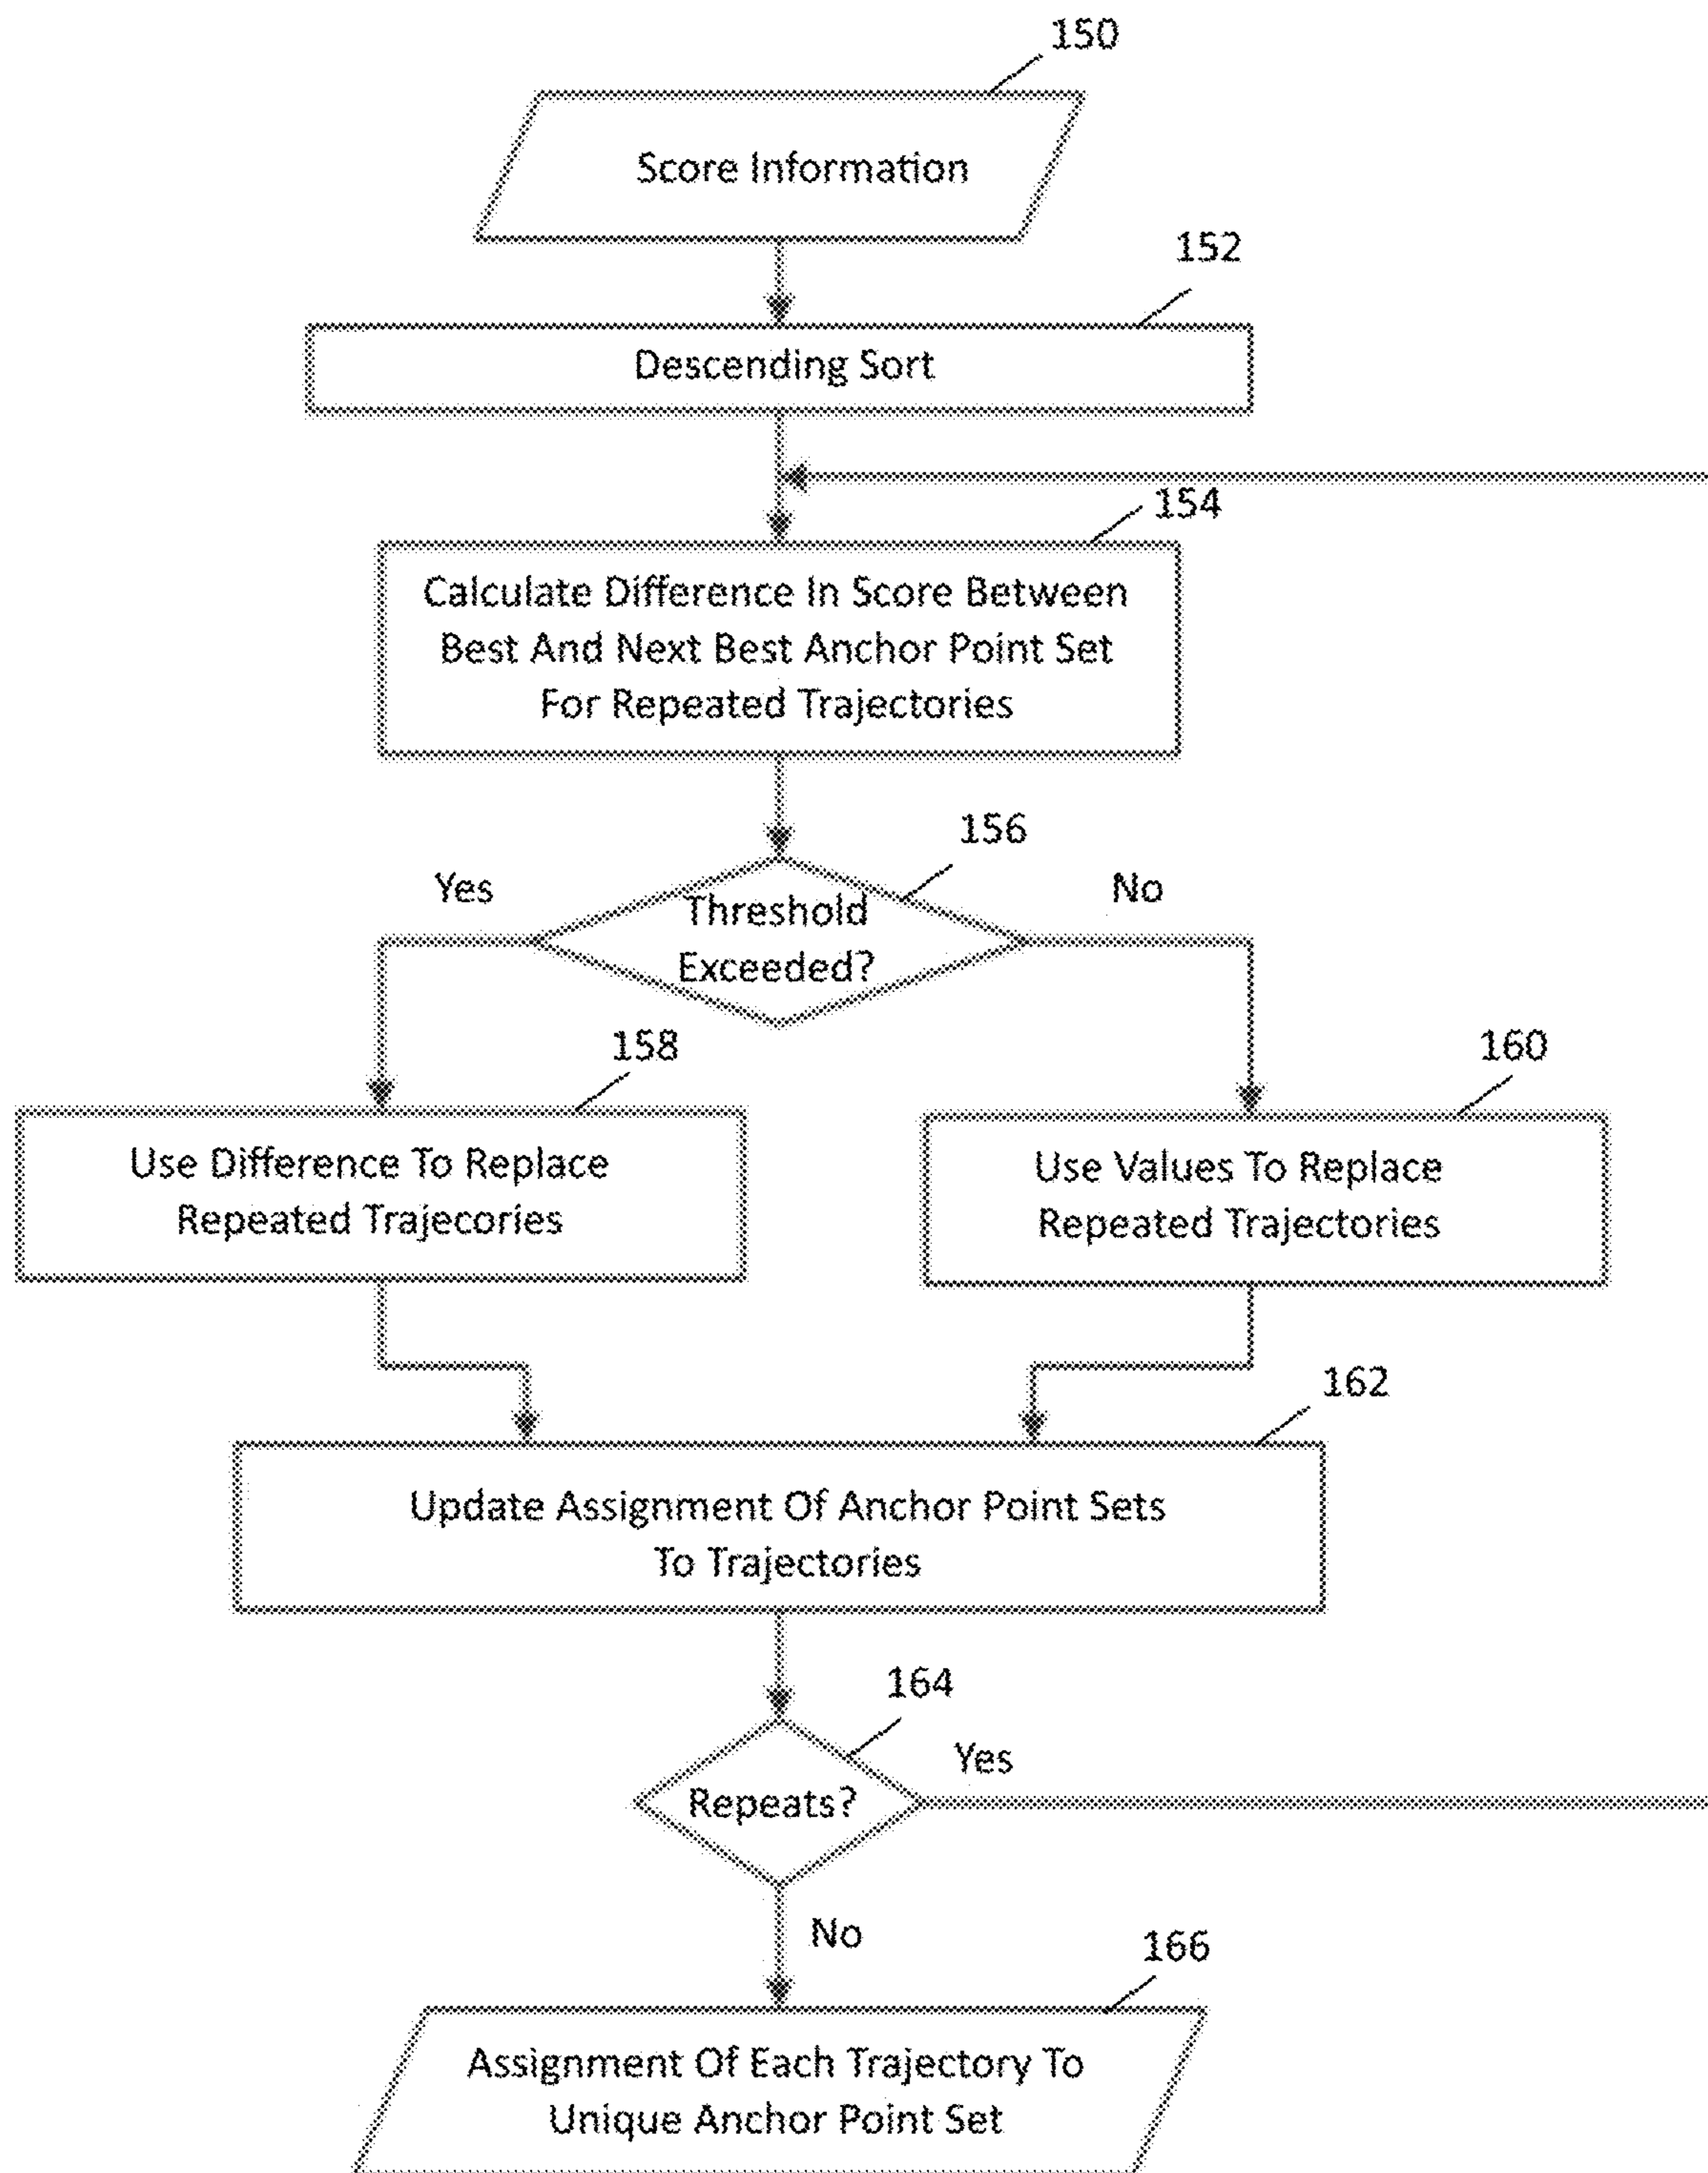 150
Score Information
152
Descending Sort
154
Calculate Difference In Score Between
Best And Next Best Anchor Point Set
For Repeated Trajectories
156
Yes
No
Threshold
Exceeded?
158
160
Use Difference To Replace
Repeated Trajecories
Use Values To Replace
Repeated Trajectories
162
Update Assignment Of Anchor Point Sets
To Trajectories
164
Yes
Repeats?
No
166
Assignment Of Each Trajectory To
Unique Anchor Point Set